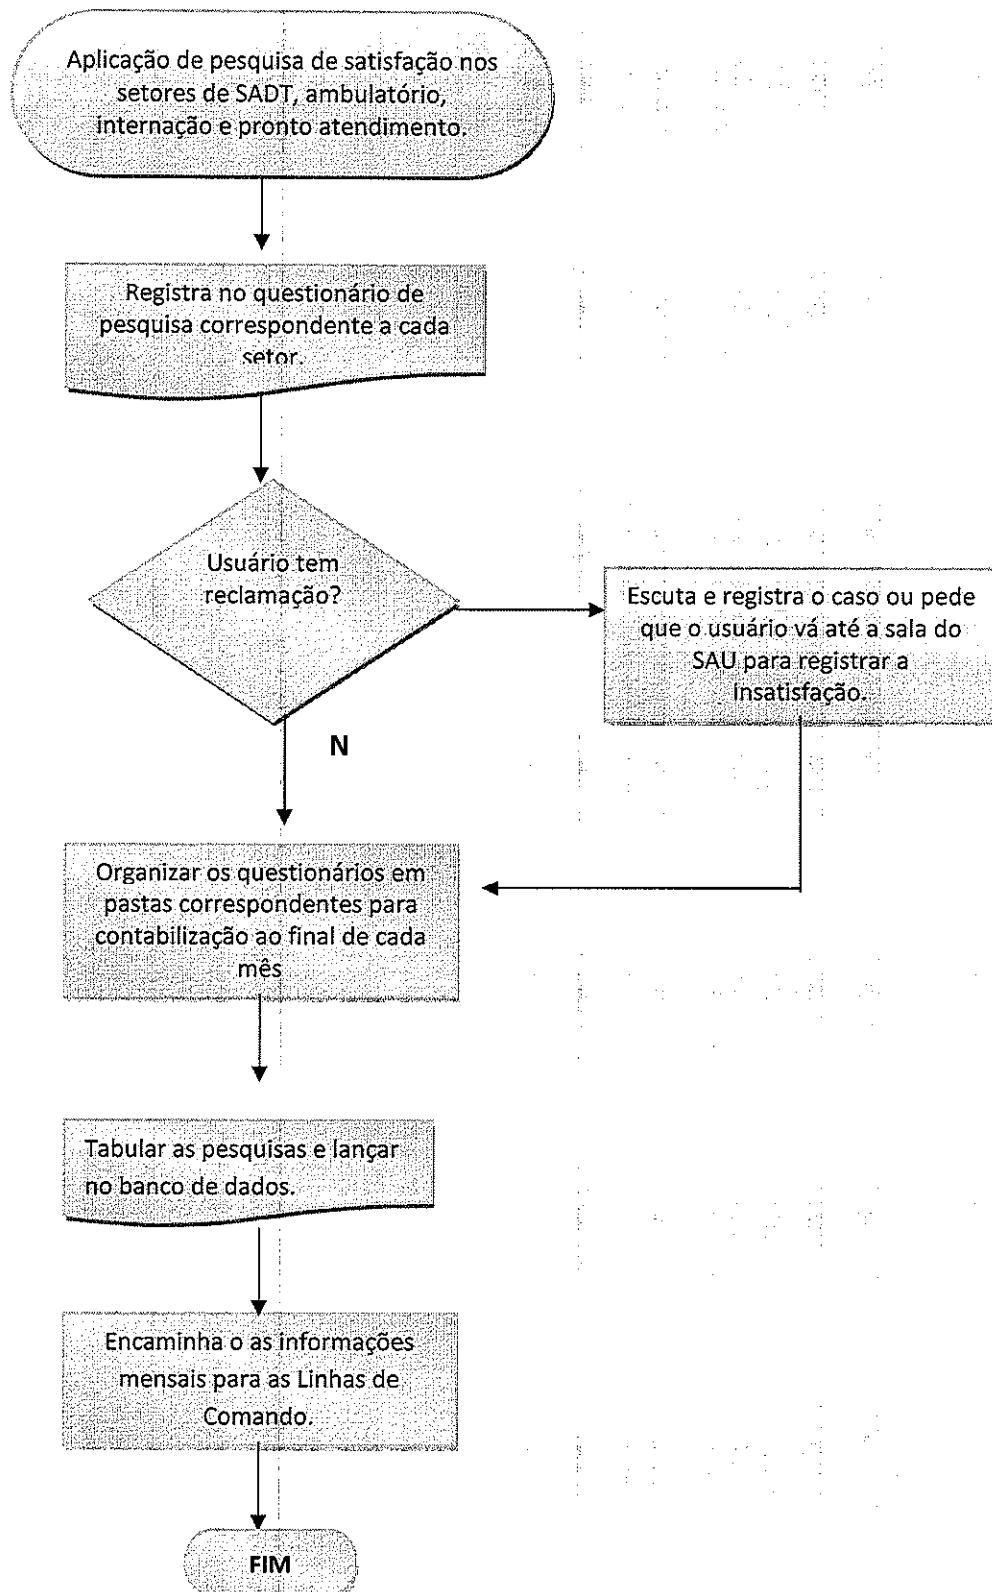 Aplicação de pesquisa de satisfação nos
setores de SADT, ambulatório,
internação e pronto atendimento.
Registra no questionário de
pesquisa correspondente a cada
setor.
Usuário tem
reclamação?
Escuta e registra o caso ou pede
que o usuário vá até a sala do
SAU para registrar a
insatisfação.
N
Organizar os questionários em
pastas correspondentes para
contabilização ao final de cada
mês
Tabular as pesquisas e lançar
no banco de dados.
Encaminha o as informações
mensais para as Linhas de
Comando.
FIM